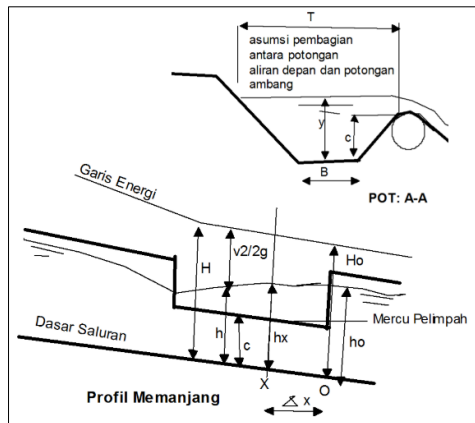 T
asumsi pembagian
antara potongan
aliran depan dan potongan
ambang
y
c
B
POT: A-A
Garis Energi
v2/2g
H
Ho
Mercu Pelimpah
Dasar Saluran
h
c
hx
ho
X
O
Profil Memanjang
∡ x